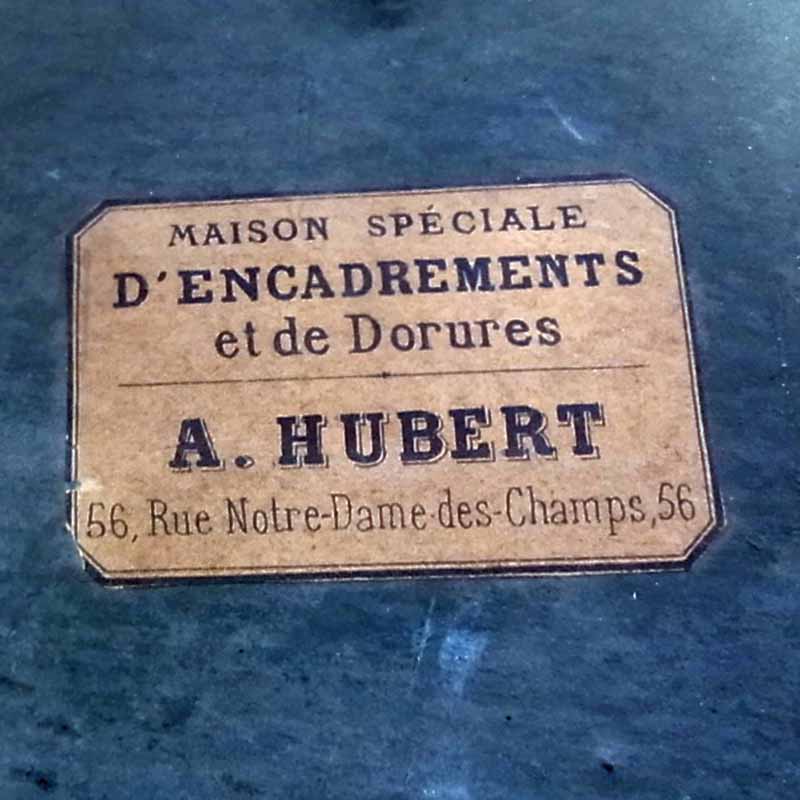 MAISON SPÉCIALE
D'ENCADREMENTS
et de Dorures
A. HUBERT
56, Rue Notre-Dame-des-Champs, 56